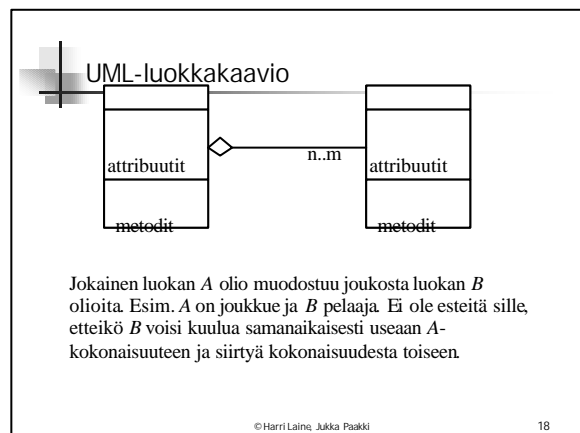 UML-luokkakaavio
n..m
attribuutit
attribuutit
metodit
metodit
Jokainen luokan A olio muodostuu joukosta luokan B
olioita. Esim. A on joukkue ja B pelaaja. Ei ole esteitä sille,
etteikö B voisi kuulua samanaikaisesti useaan A-
kokonaisuuteen ja siirtyä kokonaisuudesta toiseen.
© Harri Laine, Jukka Paakki
18